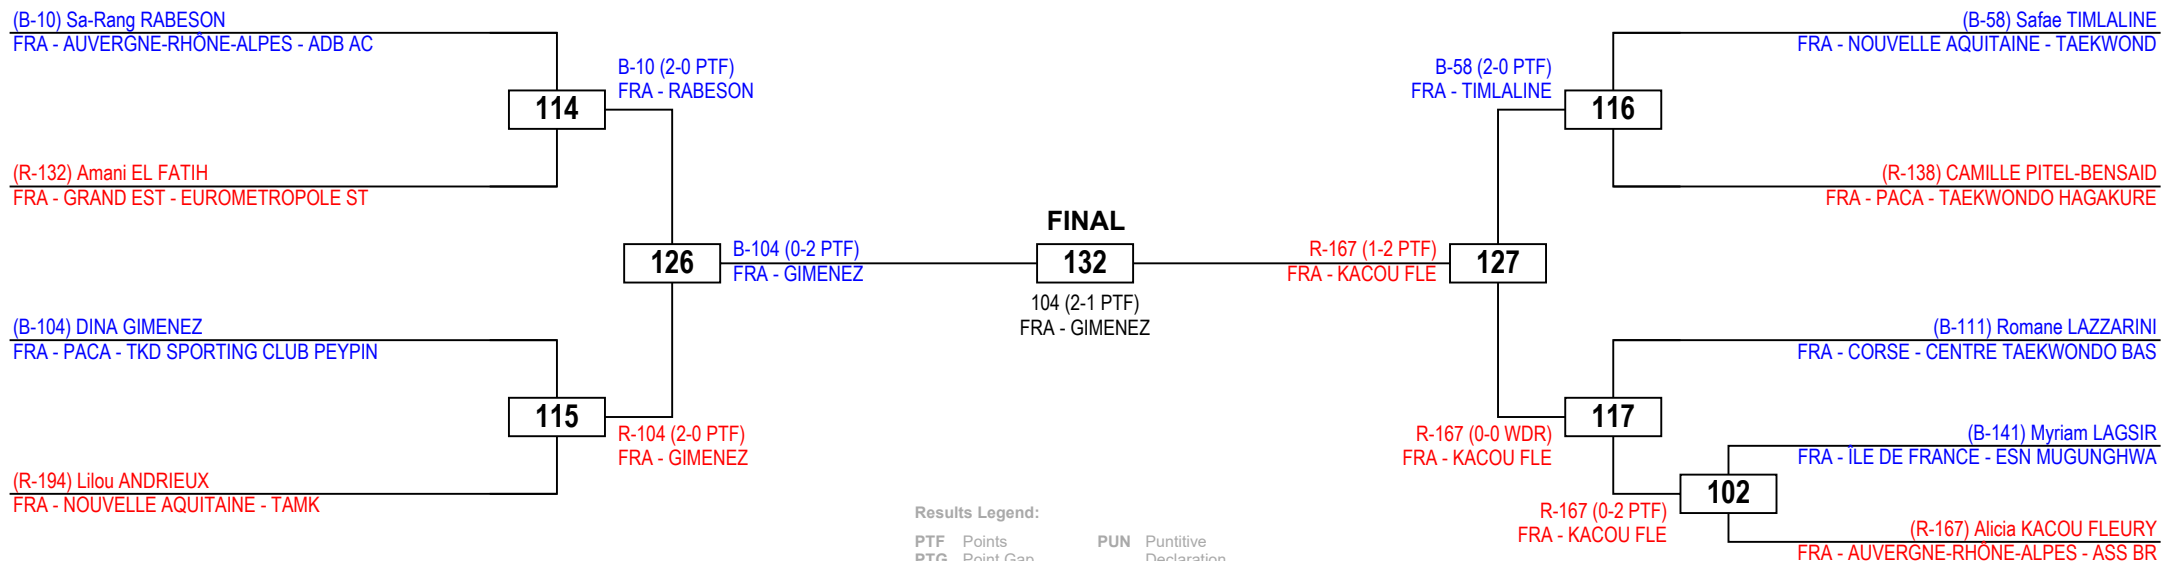 (B-10) Sa-Rang RABESON
FRA - AUVERGNE-RHÔNE-ALPES - ADB AC
B-10 (2-0 PTF)
FRA - RABESON
114
(R-132) Amani EL FATIH
FRA - GRAND EST - EUROMETROPOLE ST
126
B-104 (0-2 PTF)
FRA - GIMENEZ
(B-104) DINA GIMENEZ
FRA - PACA - TKD SPORTING CLUB PEYPIN
115
R-104 (2-0 PTF)
FRA - GIMENEZ
(R-194) Lilou ANDRIEUX
FRA - NOUVELLE AQUITAINE - TAMK
FINAL
132
104 (2-1 PTF)
FRA - GIMENEZ
(B-58) Safae TIMLALINE
FRA - NOUVELLE AQUITAINE - TAEKWOND
B-58 (2-0 PTF)
FRA - TIMLALINE
116
(R-138) CAMILLE PITEL-BENSAID
FRA - PACA - TAEKWONDO HAGAKURE
R-167 (1-2 PTF)
FRA - KACOU FLE
127
(B-111) Romane LAZZARINI
FRA - CORSE - CENTRE TAEKWONDO BAS
117
R-167 (0-0 WDR)
FRA - KACOU FLE
(B-141) Myriam LAGSIR
FRA - ÎLE DE FRANCE - ESN MUGUNGHWA
102
R-167 (0-2 PTF)
FRA - KACOU FLE
(R-167) Alicia KACOU FLEURY
FRA - AUVERGNE-RHÔNE-ALPES - ASS BR
Results Legend:
PTF Points
PTG Point Gap
PUN Puntitive
Declaration